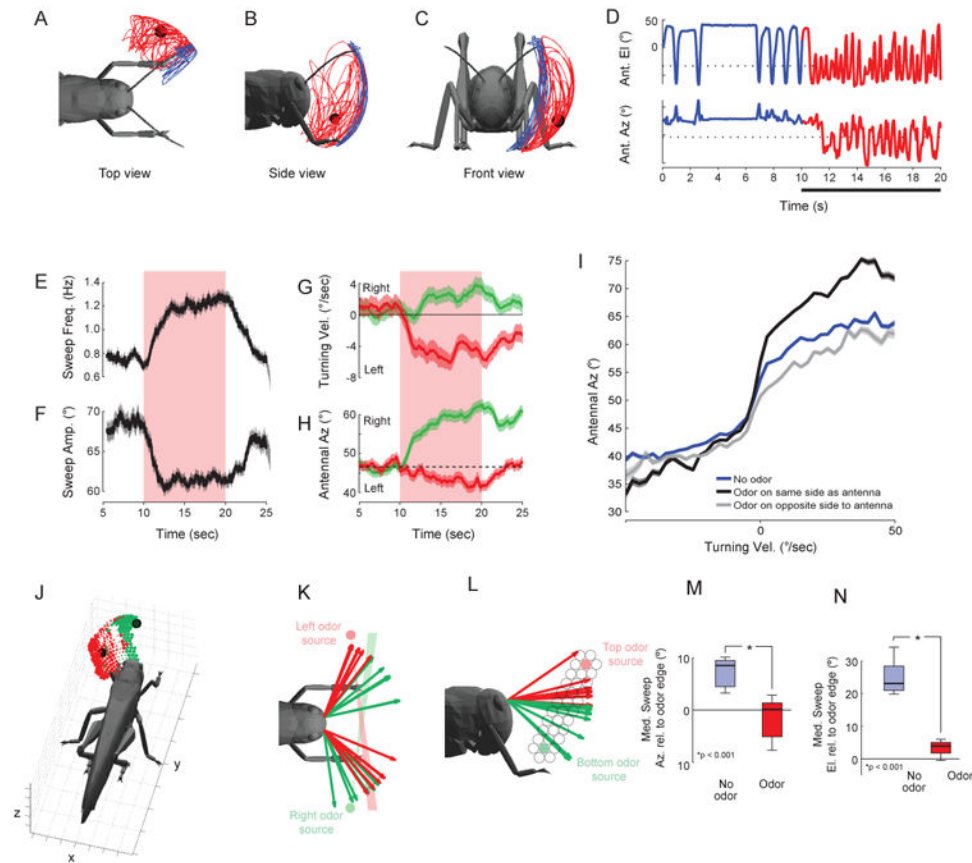 A
B
C
D
Top view
Side view
Front view
50
0
Ant. El (°)
Ant. Az (°)
0 2 4 6 8 10 12 14 16 18 20
Time (s)
E
1.4
1.2
1.0
0.8
0.6
Sweep Freq. (Hz)
F
70
60
Sweep Amp. (°)
5 10 15 20 25
Time (sec)
G
Right
Left
4
0
-4
-8
Turning Vel. (°/sec)
H
Right
Left
60
50
40
Antennal Az (°)
5 10 15 20 25
Time (sec)
I
75
70
65
60
55
50
45
40
35
30
Antennal Az (°)
No odor
Odor on same side as antenna
Odor on opposite side to antenna
0 50
Turning Vel. (°/sec)
J
z
x
y
K
Left odor
source
Right odor
source
L
Top odor
source
Bottom odor
source
M
10
0
10
Med. Sweep
Az. rel. to odor edge (°)
*
*p < 0.001
No
odor
Odor
N
30
20
10
0
Med. Sweep
El. rel. to odor edge (°)
*
*p < 0.001
No
odor
Odor